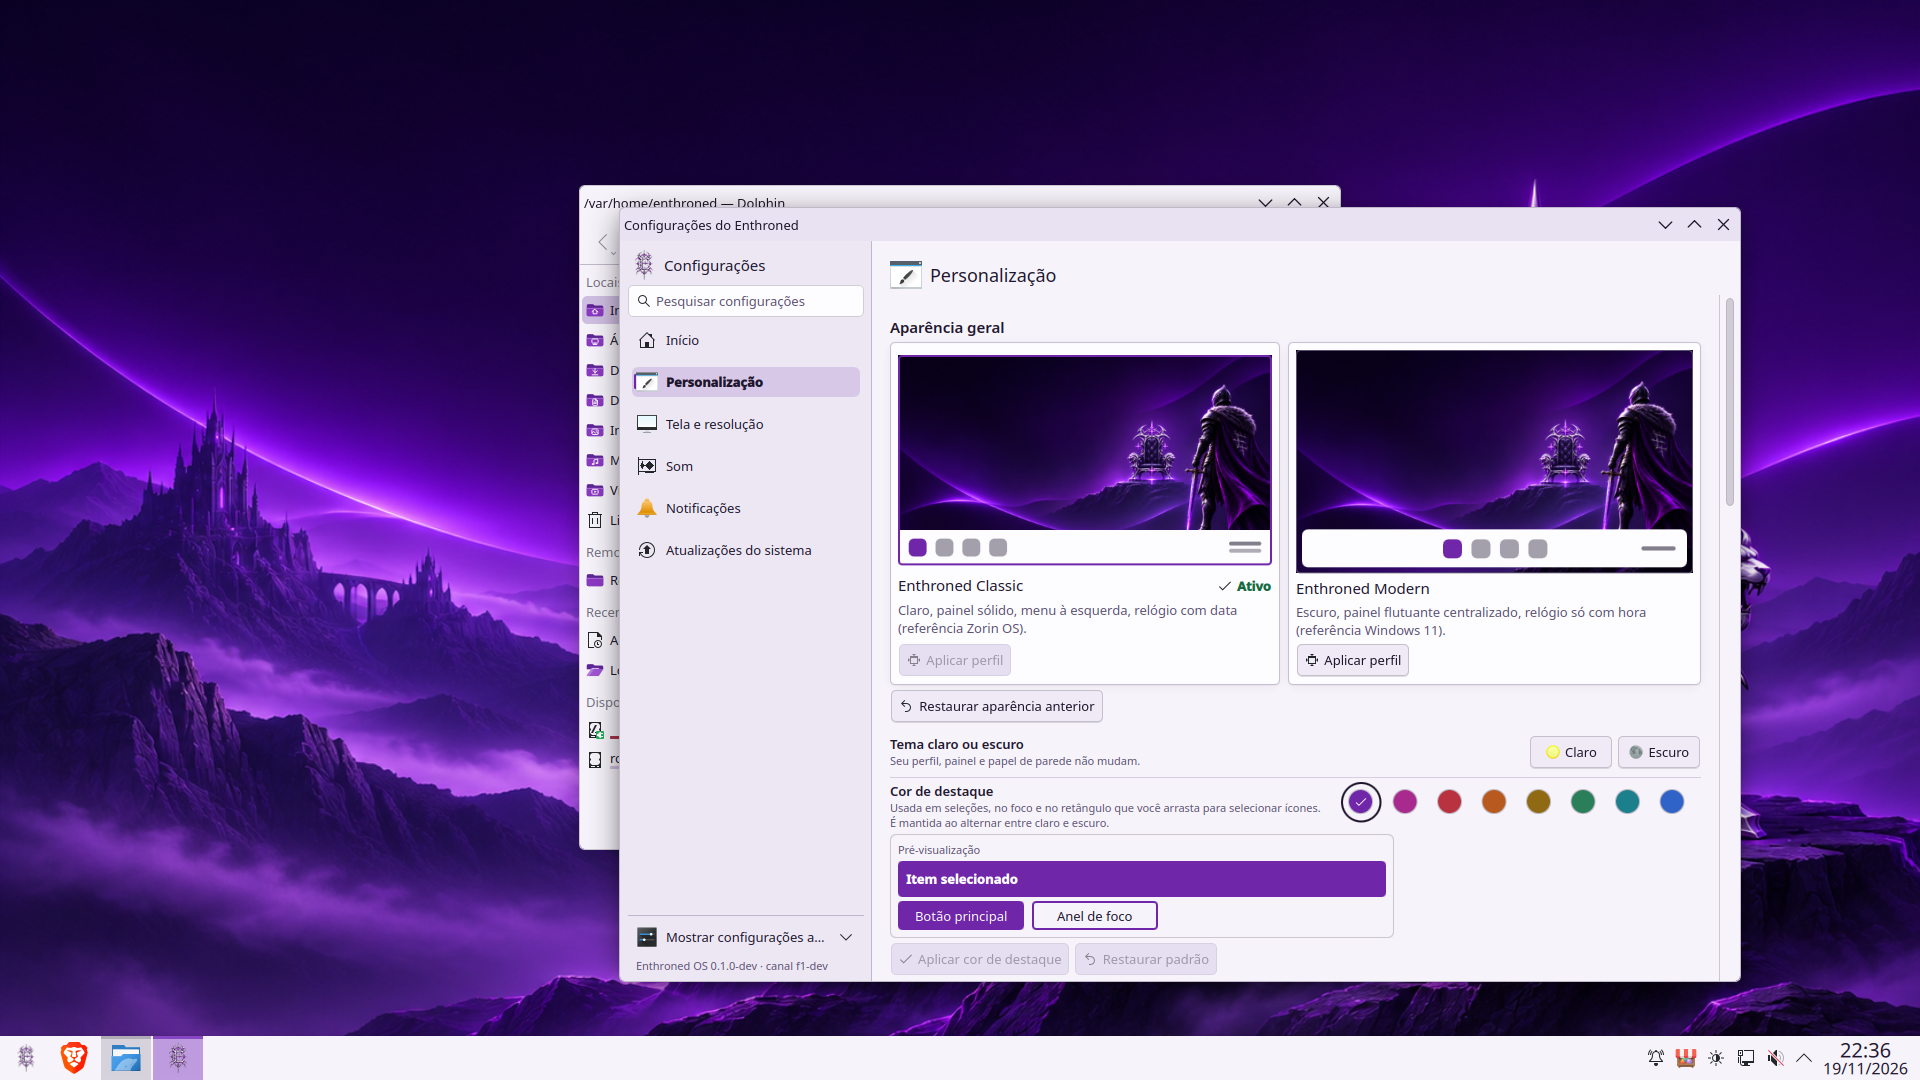 /var/home/enthroned — Dolphin
Configurações do Enthroned
Configurações
Pesquisar configurações
Início
Personalização
Tela e resolução
Som
Notificações
Atualizações do sistema
Mostrar configurações a...
Enthroned OS 0.1.0-dev · canal f1-dev
Personalização
Aparência geral
Enthroned Classic
Ativo
Claro, painel sólido, menu à esquerda, relógio com data
(referência Zorin OS).
Aplicar perfil
Enthroned Modern
Escuro, painel flutuante centralizado, relógio só com hora
(referência Windows 11).
Aplicar perfil
Restaurar aparência anterior
Tema claro ou escuro
Seu perfil, painel e papel de parede não mudam.
Claro
Escuro
Cor de destaque
Usada em seleções, no foco e no retângulo que você arrasta para selecionar ícones.
É mantida ao alternar entre claro e escuro.
Pré-visualização
Item selecionado
Botão principal
Anel de foco
Aplicar cor de destaque
Restaurar padrão
22:36
19/11/2026